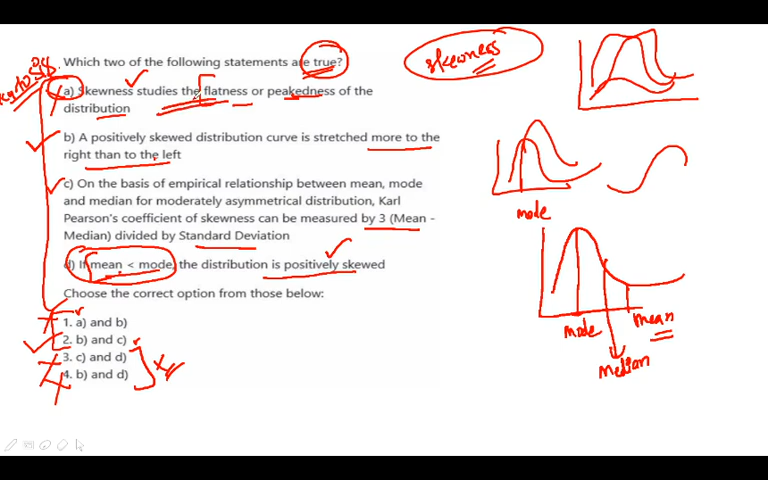 Which two of the following statements are true?
a) Skewness studies the flatness or peakedness of the
distribution
b) A positively skewed distribution curve is stretched more to the
right than to the left
c) On the basis of empirical relationship between mean, mode
and median for moderately asymmetrical distribution, Karl
Pearson's coefficient of skewness can be measured by 3 (Mean -
Median) divided by Standard Deviation
d) If mean < mode, the distribution is positively skewed
Choose the correct option from those below:
1. a) and b)
2. b) and c)
3. c) and d)
4. b) and d)
skewness
mode
mode
mean
Median